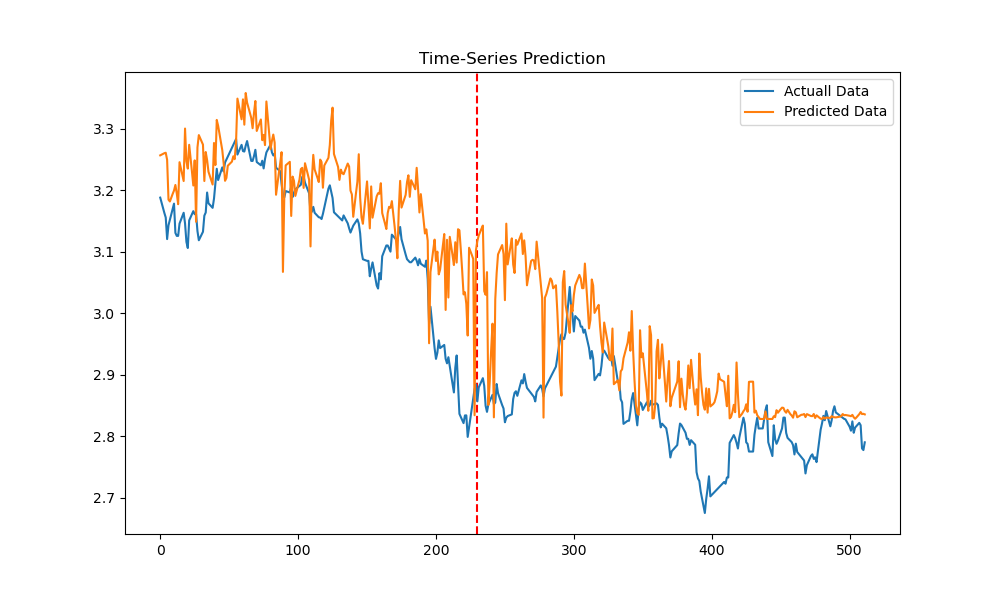 Time-Series Prediction
Actuall Data
Predicted Data
3.3
3.2
3.1
3.0
2.9
2.8
2.7
0 100 200 300 400 500